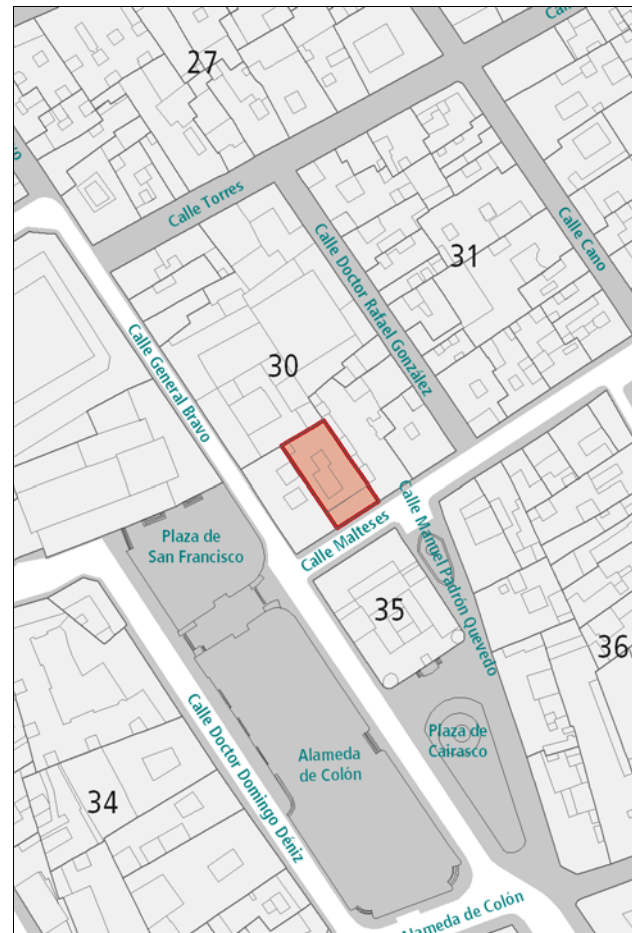 27
Calle Torres
Calle Doctor Rafael González
31
Calle Cano
Calle General Bravo
30
Calle Malteses
Calle Manuel Padrón Quevedo
Plaza de
San Francisco
35
36
Calle Doctor Domingo Déniz
Alameda
de Colón
Plaza de
Cairasco
34
Alameda de Colón